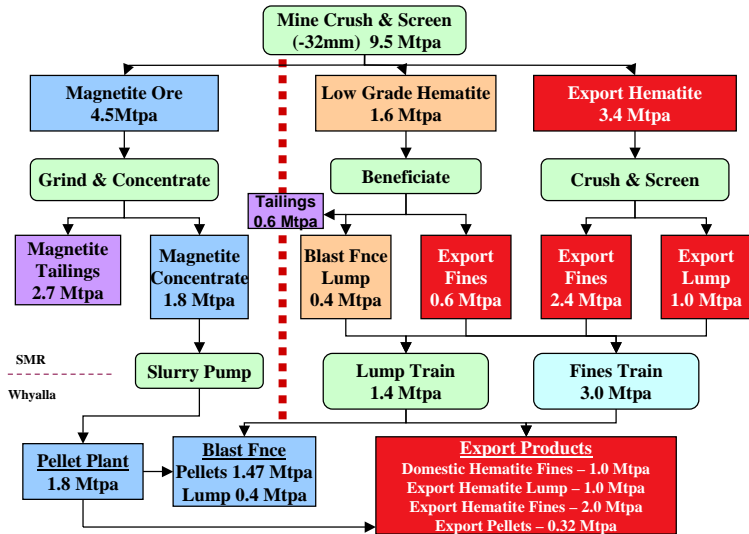 Mine Crush & Screen
(-32mm) 9.5 Mtpa
Magnetite Ore
4.5Mtpa
Low Grade Hematite
1.6 Mtpa
Export Hematite
3.4 Mtpa
Grind & Concentrate
Beneficiate
Crush & Screen
Tailings
0.6 Mtpa
Magnetite
Tailings
2.7 Mtpa
Magnetite
Concentrate
1.8 Mtpa
Blast Fnce
Lump
0.4 Mtpa
Export
Fines
0.6 Mtpa
Export
Fines
2.4 Mtpa
Export
Lump
1.0 Mtpa
SMR
Whyalla
Slurry Pump
Lump Train
1.4 Mtpa
Fines Train
3.0 Mtpa
Pellet Plant
1.8 Mtpa
Blast Fnce
Pellets 1.47 Mtpa
Lump 0.4 Mtpa
Export Products
Domestic Hematite Fines – 1.0 Mtpa
Export Hematite Lump – 1.0 Mtpa
Export Hematite Fines – 2.0 Mtpa
Export Pellets – 0.32 Mtpa